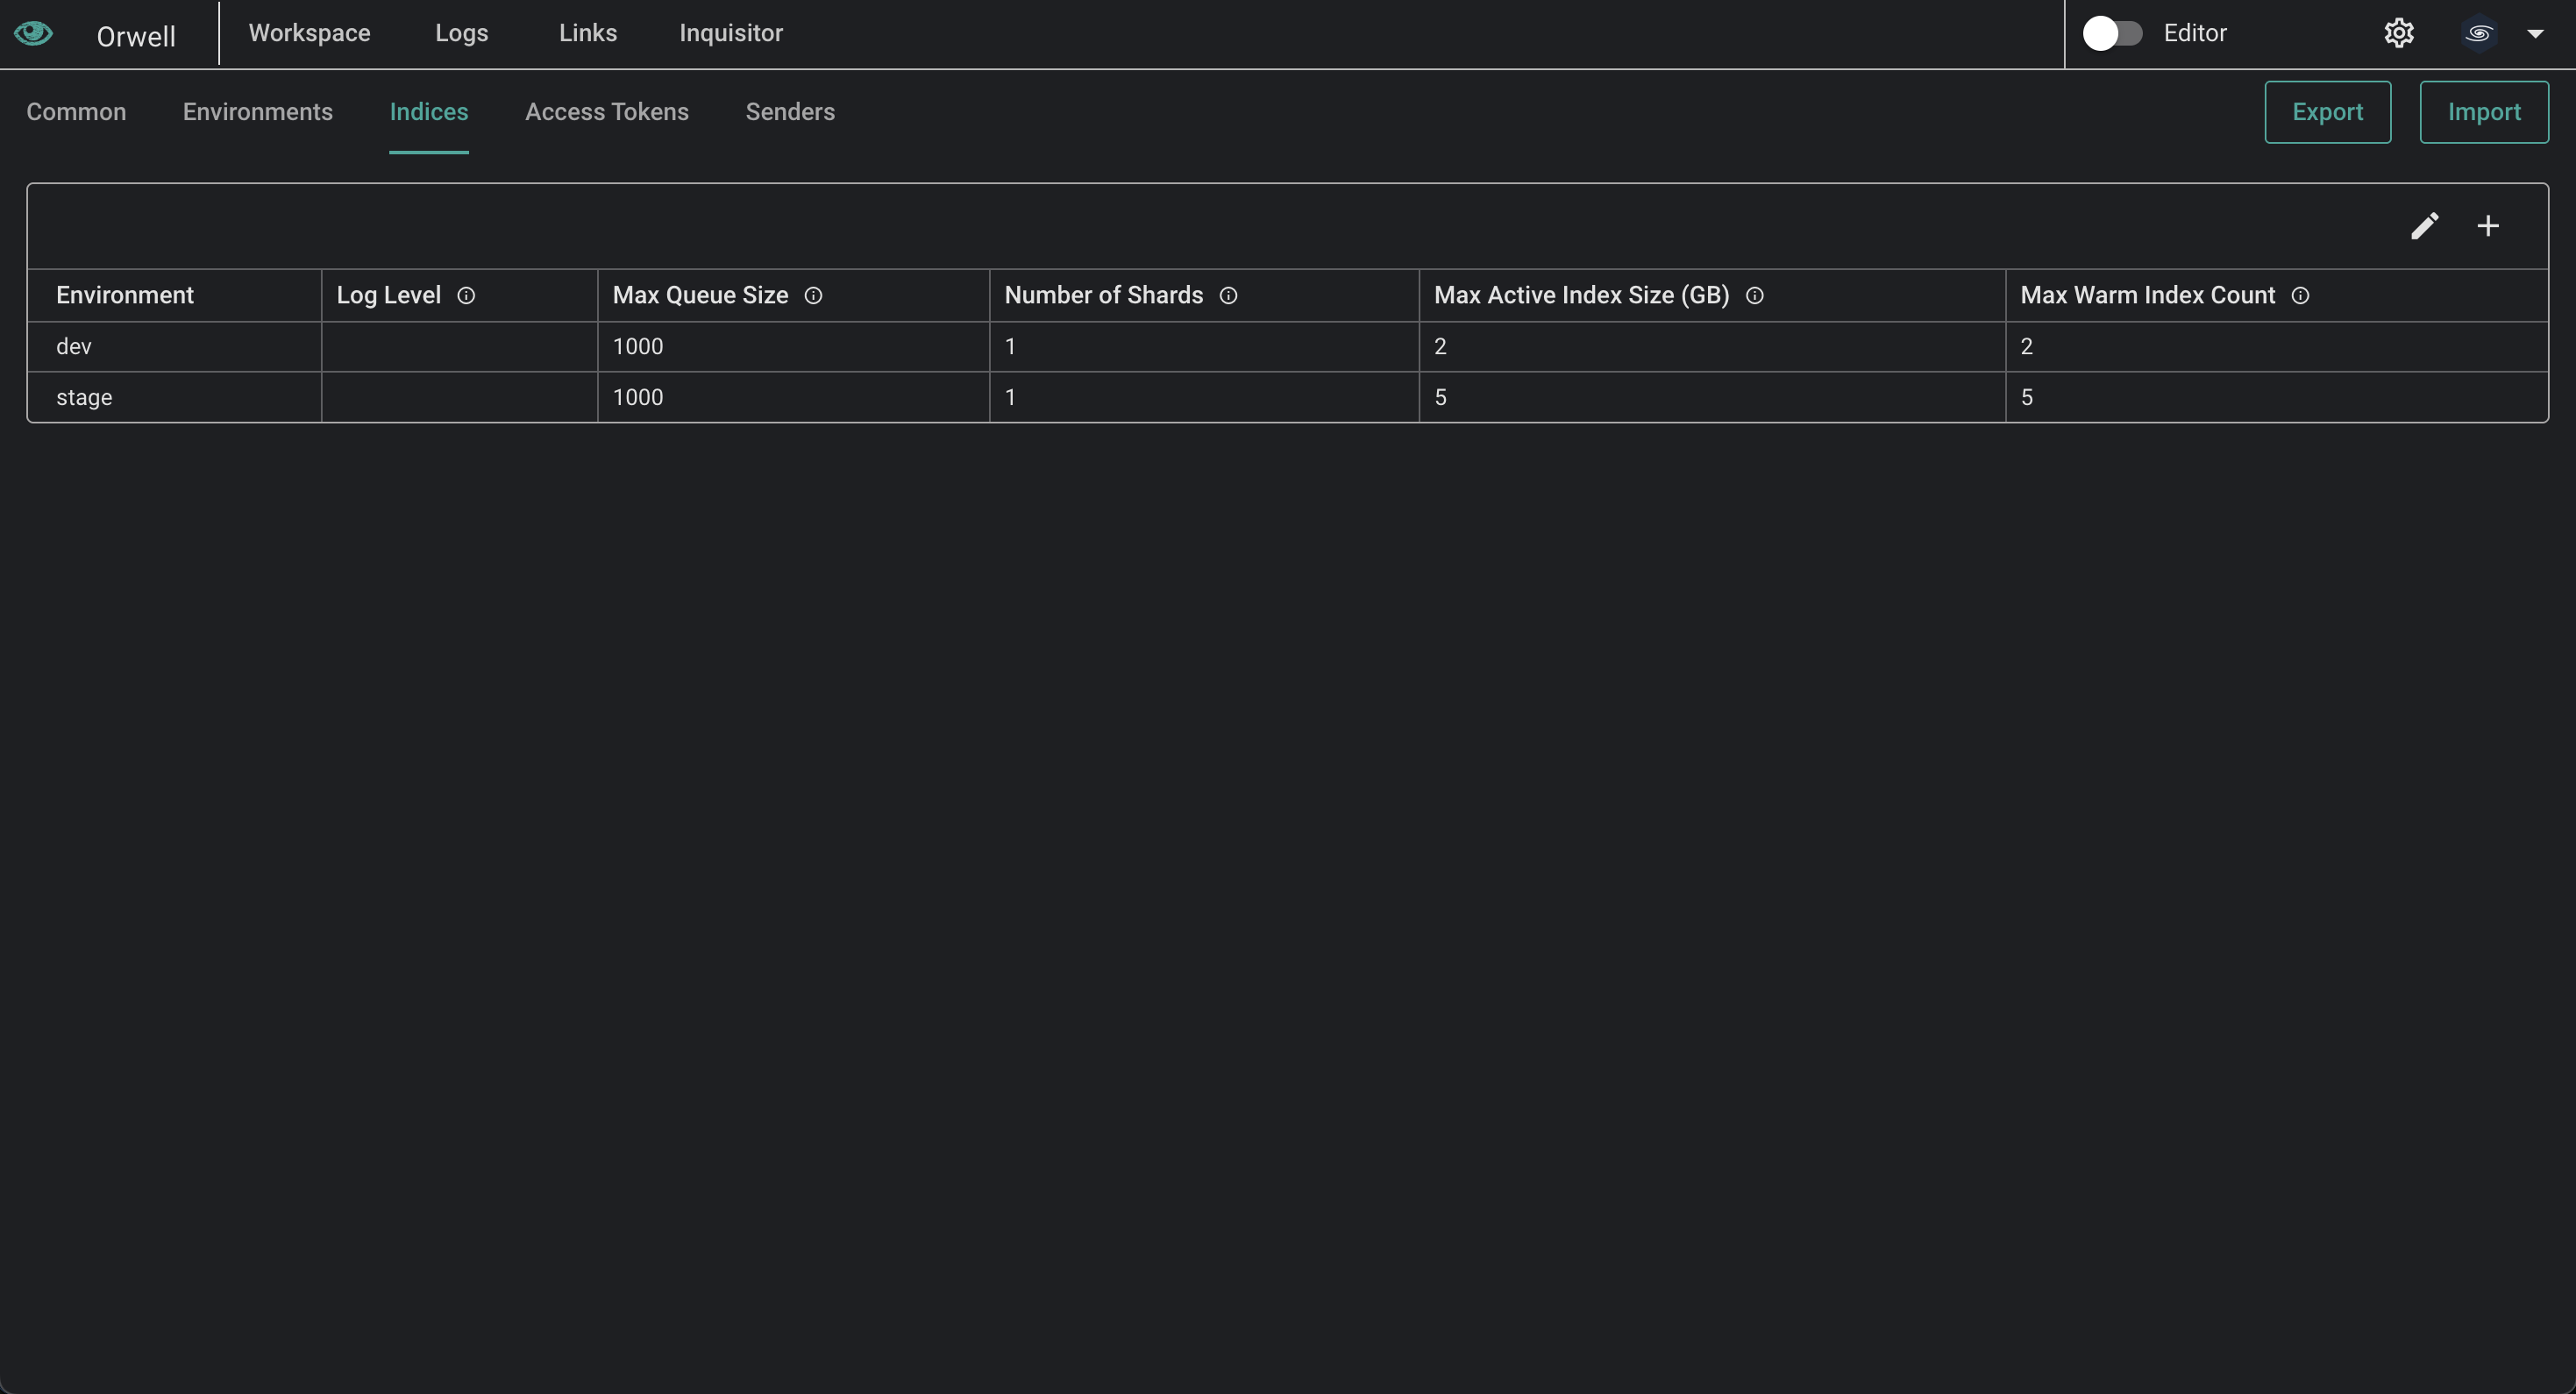 Orwell Workspace Logs Links Inquisitor Editor
Common Environments Indices Access Tokens Senders Export Import
Environment Log Level Max Queue Size Number of Shards Max Active Index Size (GB) Max Warm Index Count
dev 1000 1 2 2
stage 1000 1 5 5